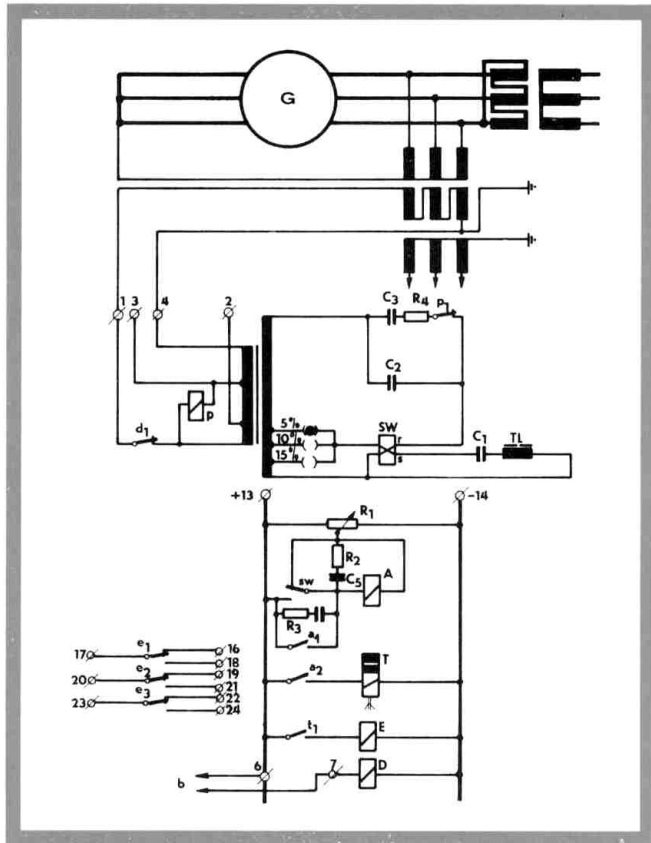 G
1 3 4 2
C3 R4 p1
C2
p
5%
10%
15%
SW r
s
C1 TL
d1
+13 -14
R1
R2
sw C5 A
R3
a1
17 e1 16
18
20 e2 19
21
23 e3 22
24
a2 T
t1 E
6
7 D
b